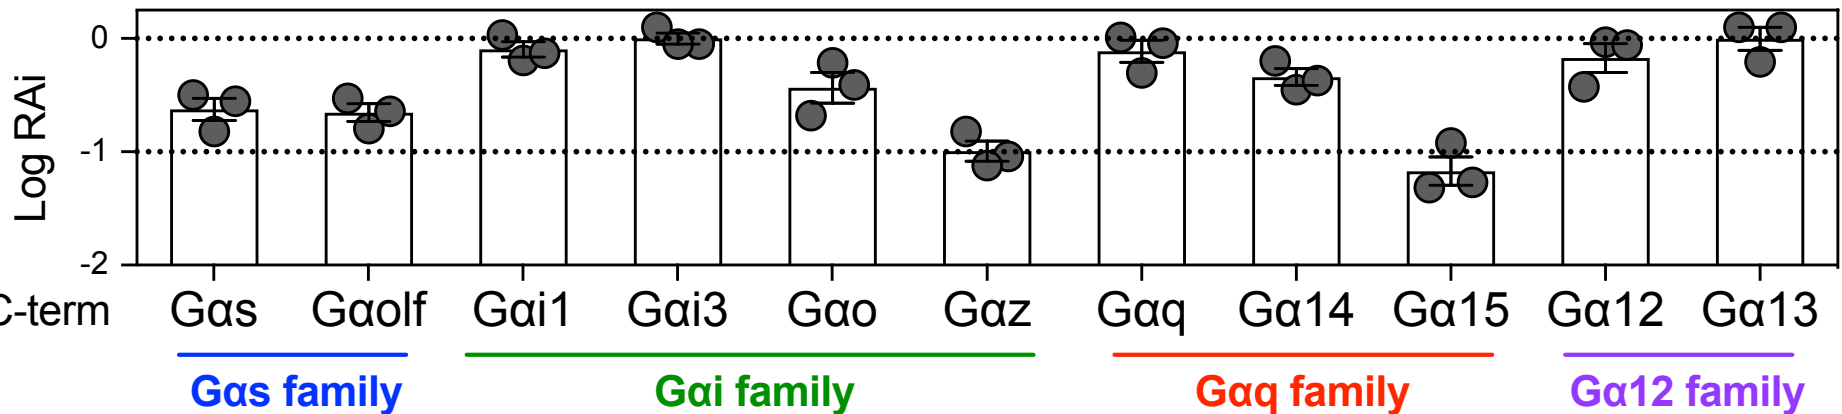 Log RAi
0
-1
-2
C-term Gαs Gαolf Gαi1 Gαi3 Gαo Gαz Gαq Gα14 Gα15 Gα12 Gα13
Gαs family Gαi family Gαq family Gα12 family